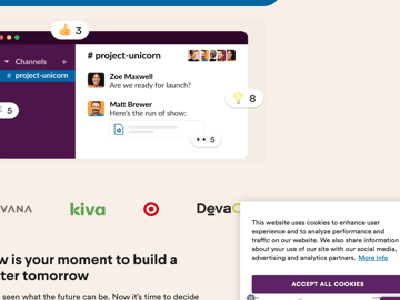 3
Channels +
# project-unicorn
# project-unicorn
Zoe Maxwell
Are we ready for launch?
Matt Brewer
Here's the run of show:
5
8
5
VANA
kiva
is your moment to build a
tomorrow
seen what the future can be. Now it's time to decide
This website uses cookies to enhance user
experience and to analyze performance and
traffic on our website. We also share information
about your use of our site with our social media,
advertising and analytics partners. More Info
ACCEPT ALL COOKIES